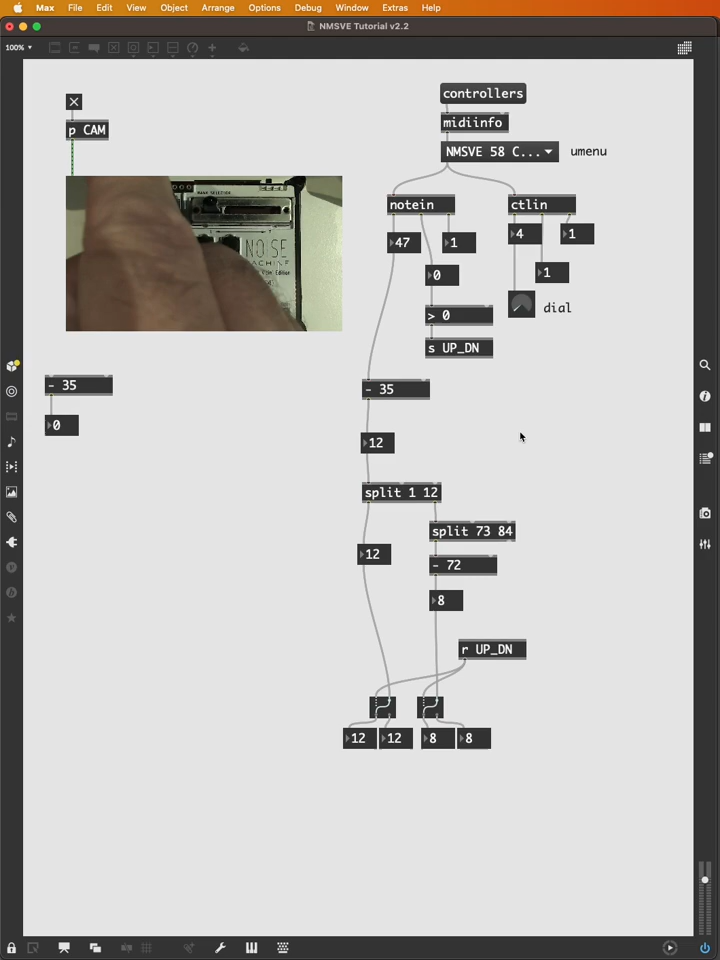 Max File Edit View Object Arrange Options Debug Window Extras Help
NMSVE Tutorial v2.2
100%
controllers
p CAM
midiinfo
NMSVE 58 C... umenu
notein
ctlin
47
1
4
1
0
1
NOISE
> 0
dial
s UP_DN
- 35
- 35
0
12
split 1 12
split 73 84
12
- 72
8
r UP_DN
12
12
8
8